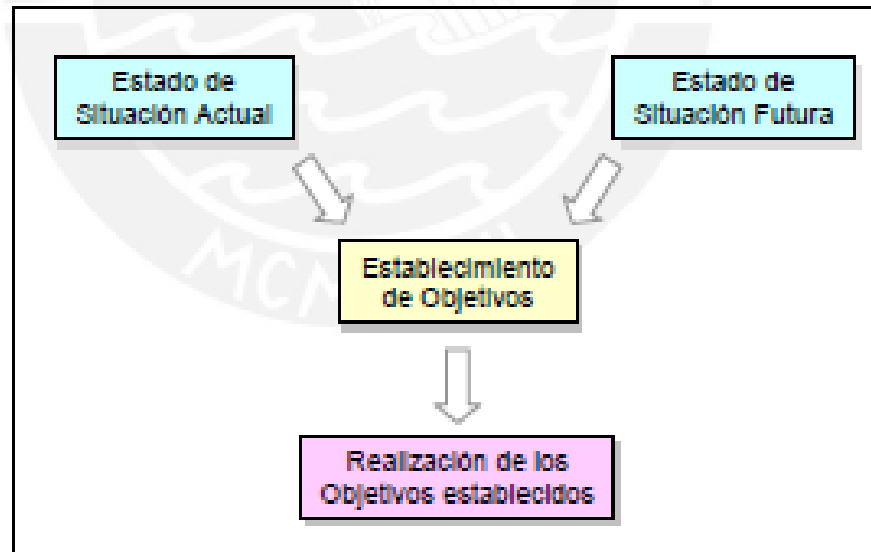 Estado de
Situación Actual
Estado de
Situación Futura
Establecimiento
de Objetivos
Realización de los
Objetivos establecidos